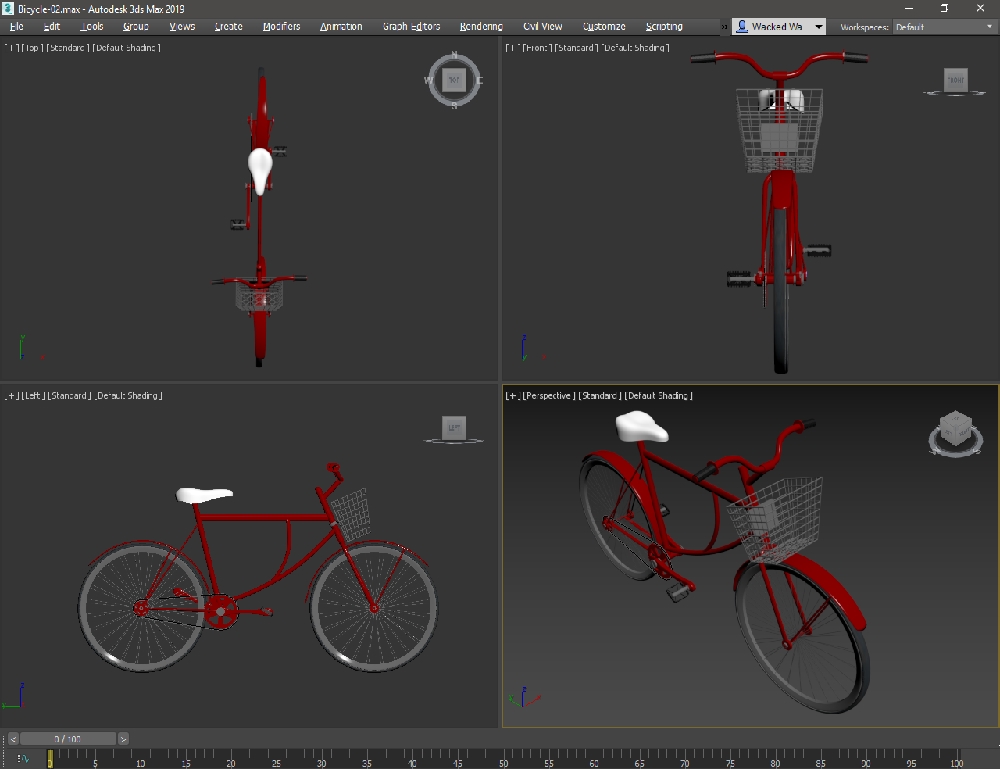 Bicycle-02.max - Autodesk 3ds Max 2019
File Edit Tools Group Views Create Modifiers Animation Graph Editors Rendering Civil View Customize Scripting » Wacked Wa Workspaces: Default
[+] [Top] [Standard] [Default Shading]
N
W TOP E
S
[+] [Front] [Standard] [Default Shading]
FRONT
y
x
z
y x
[+] [Left] [Standard] [Default Shading]
LEFT
z
[+] [Perspective] [Standard] [Default Shading]
z
< 0 / 100 >
0 5 10 15 20 25 30 35 40 45 50 55 60 65 70 75 80 85 90 95 100